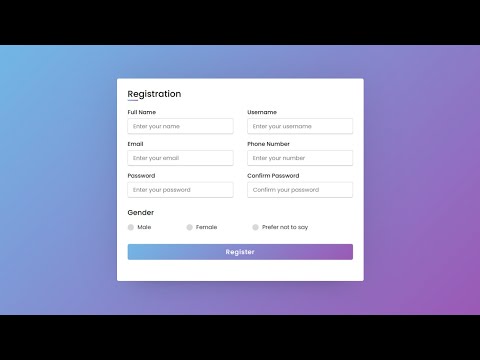 Registration
Full Name Username
Enter your name Enter your username
Email Phone Number
Enter your email Enter your number
Password Confirm Password
Enter your password Confirm your password
Gender
Male Female Prefer not to say
Register